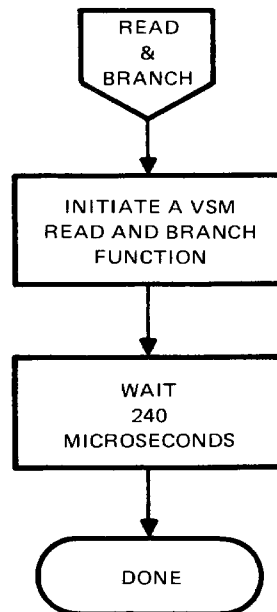 READ
&
BRANCH
INITIATE A VSM
READ AND BRANCH
FUNCTION
WAIT
240
MICROSECONDS
DONE